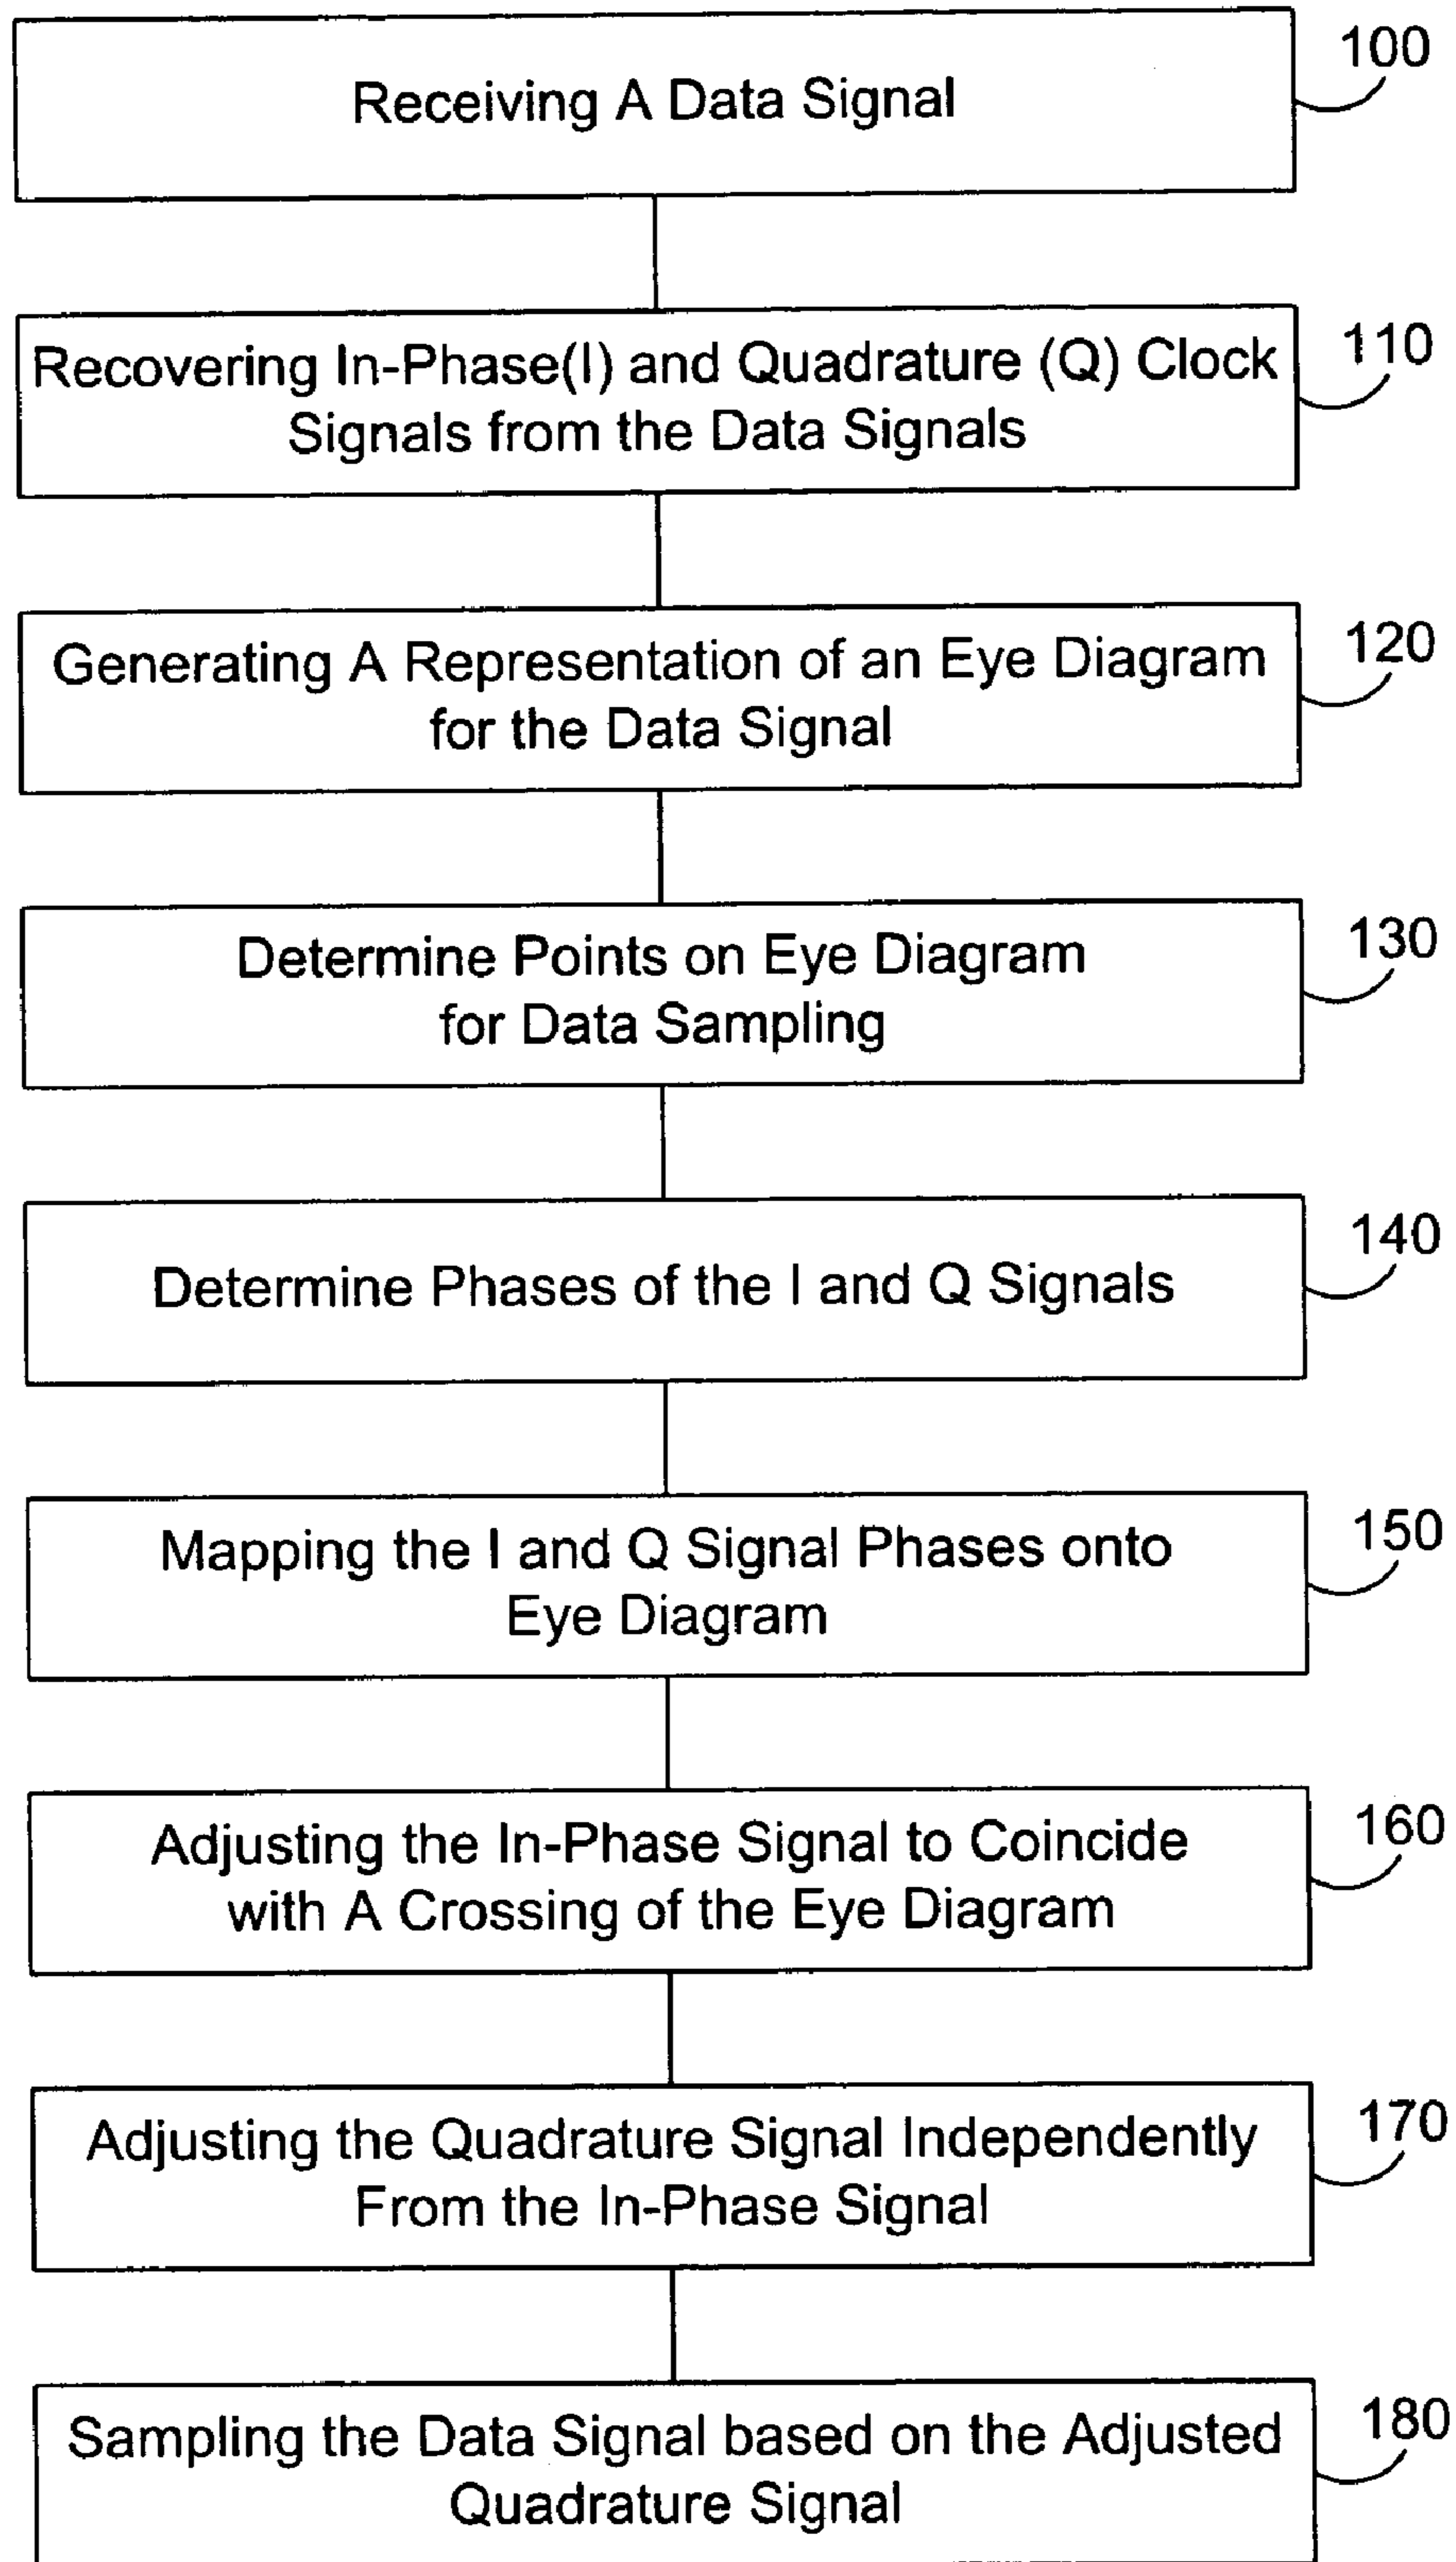 Receiving A Data Signal
100
Recovering In-Phase(I) and Quadrature (Q) Clock
Signals from the Data Signals
110
Generating A Representation of an Eye Diagram
for the Data Signal
120
Determine Points on Eye Diagram
for Data Sampling
130
Determine Phases of the I and Q Signals
140
Mapping the I and Q Signal Phases onto
Eye Diagram
150
Adjusting the In-Phase Signal to Coincide
with A Crossing of the Eye Diagram
160
Adjusting the Quadrature Signal Independently
From the In-Phase Signal
170
Sampling the Data Signal based on the Adjusted
Quadrature Signal
180